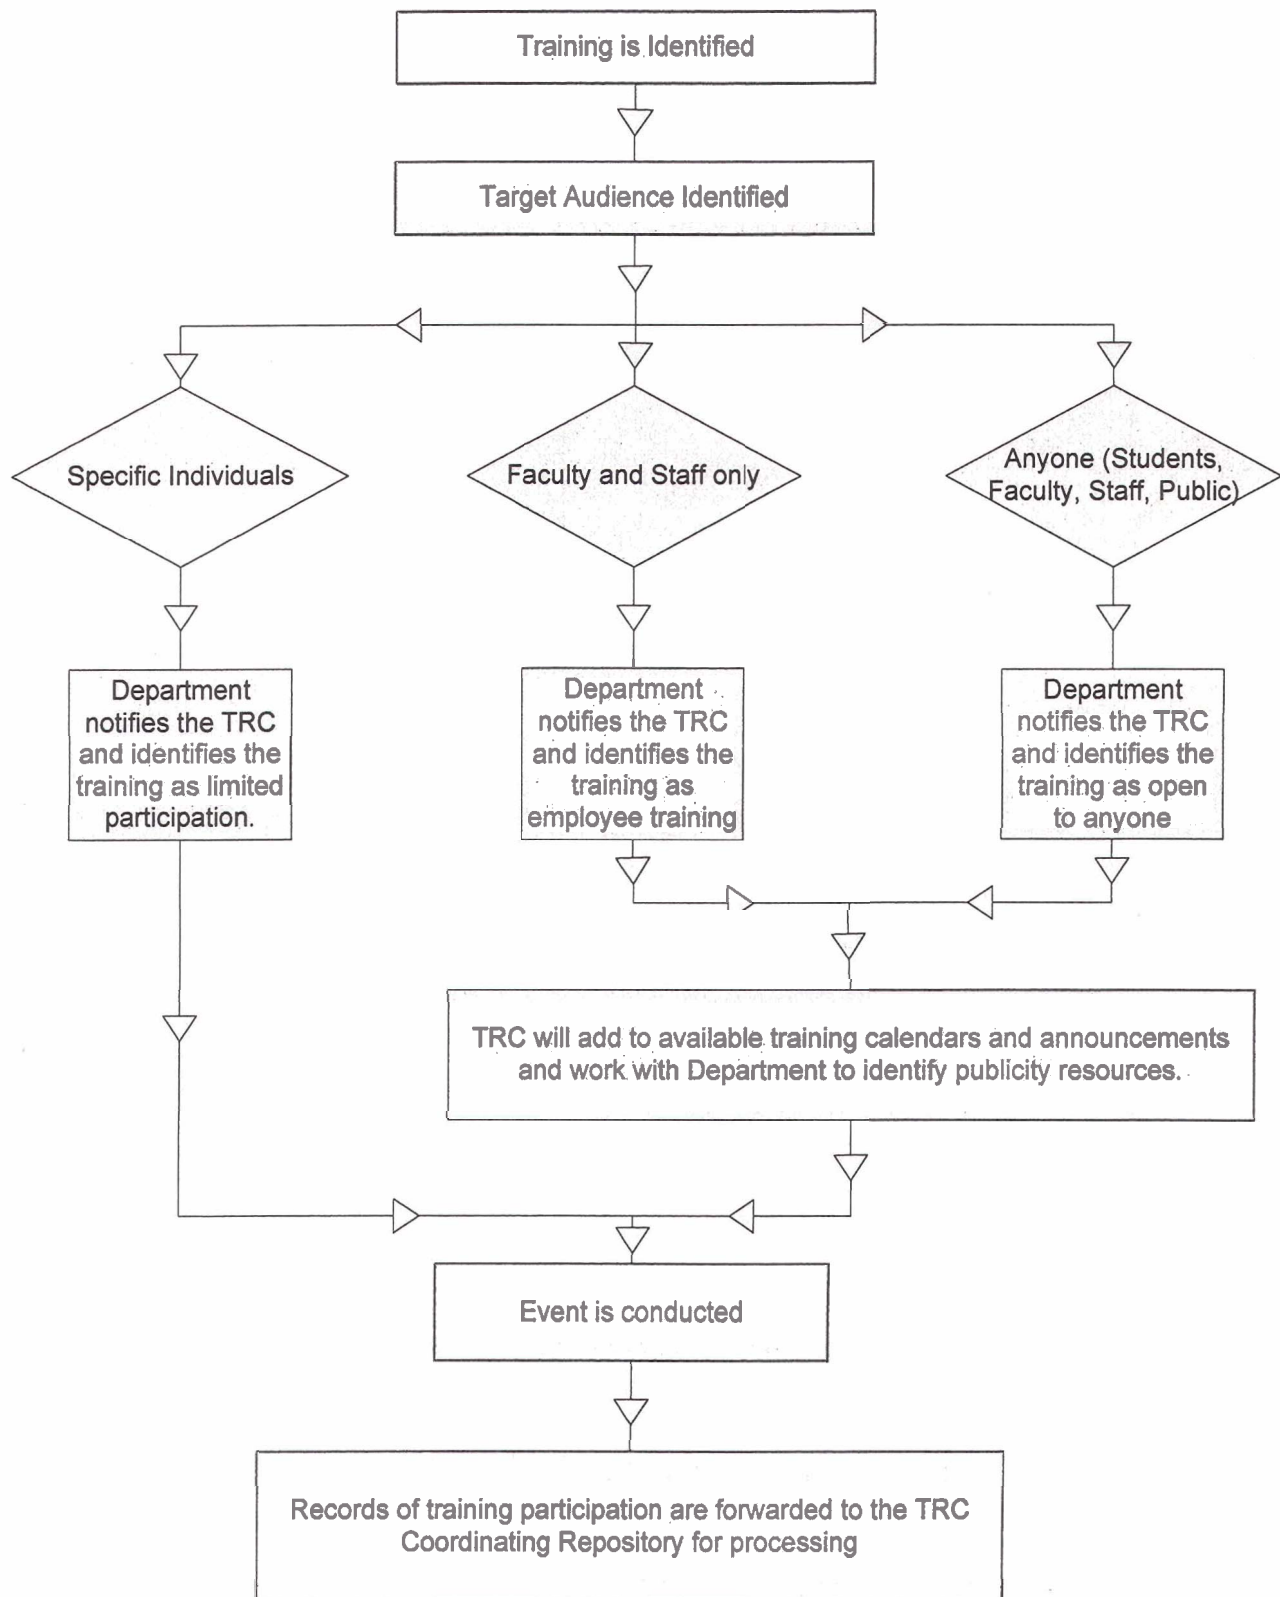 Training is Identified
Target Audience Identified
Specific Individuals
Faculty and Staff only
Anyone (Students,
Faculty, Staff, Public)
Department
notifies the TRC
and identifies the
training as limited
participation.
Department
notifies the TRC
and identifies the
training as
employee training
Department
notifies the TRC
and identifies the
training as open
to anyone
TRC will add to available training calendars and announcements
and work with Department to identify publicity resources.
Event is conducted
Records of training participation are forwarded to the TRC
Coordinating Repository for processing